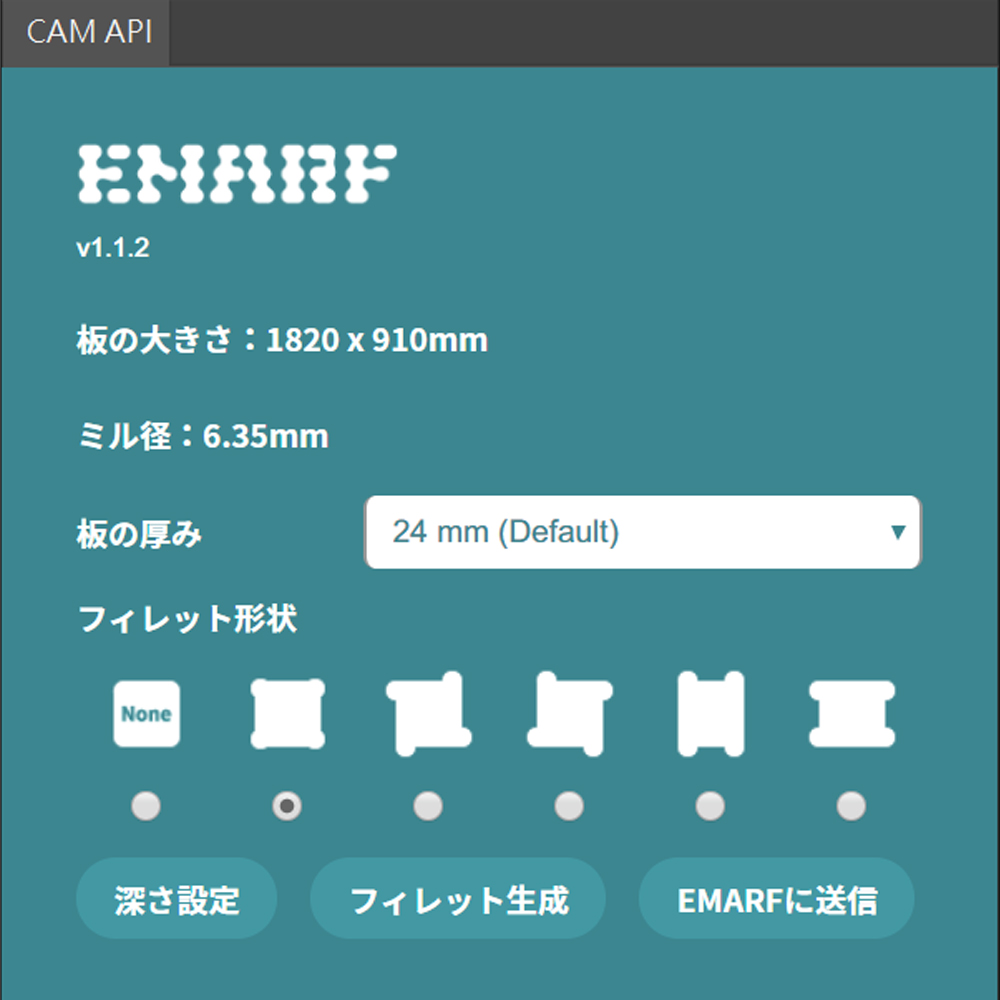 CAM API
EMARF
v1.1.2
板の大きさ：1820 x 910mm
ミル径：6.35mm
板の厚み
24 mm (Default)
フィレット形状
None
深さ設定 フィレット生成 EMARFに送信